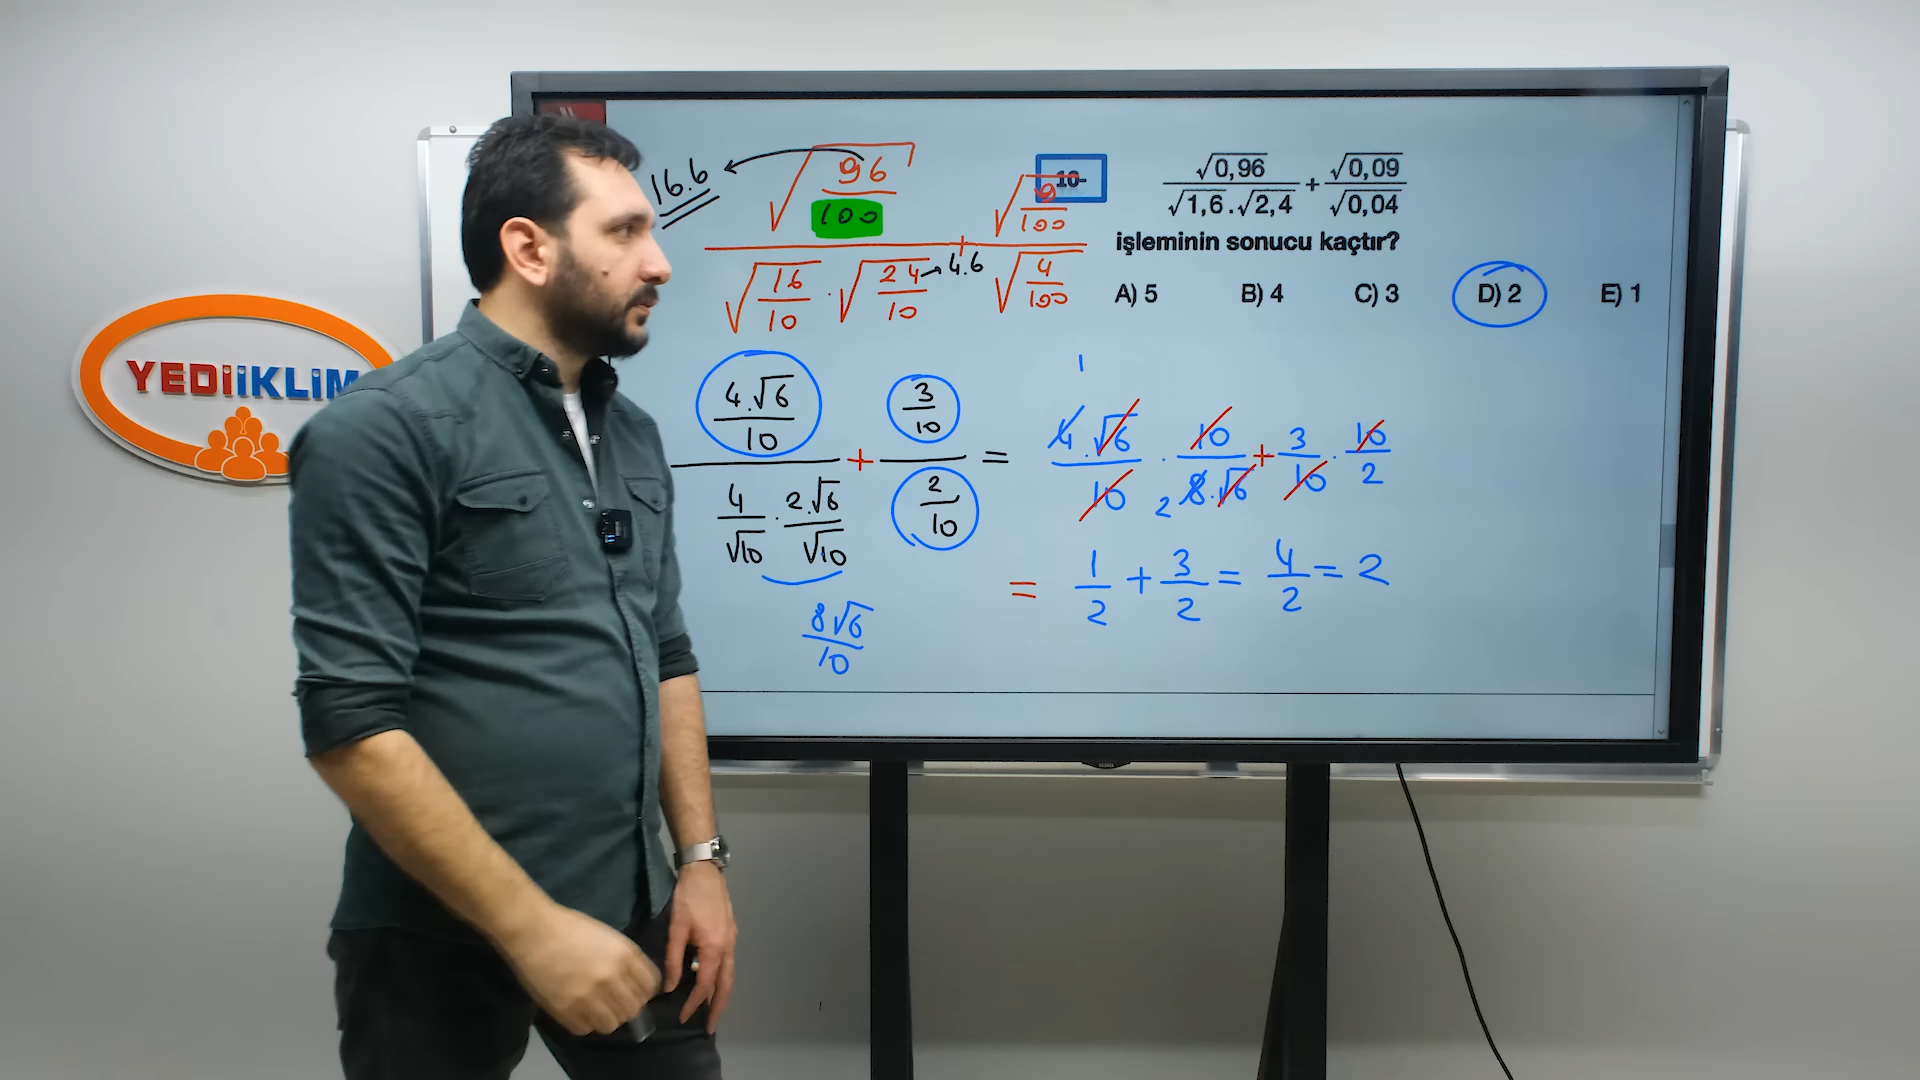 YEDİİKLİM
10-
√0,96 / √1,6 . √2,4 + √0,09 / √0,04
işleminin sonucu kaçtır?
A) 5 B) 4 C) 3 D) 2 E) 1
16.6 √(96/100) / √(16/10) . √(24/10) → 4.6 + √(9/100) / √(4/100)
(4.√6/10) / (4/√10 . 2.√6/√10) + (3/10) / (2/10) = 4.√6/10 . 10/8.√6 + 3/10 . 10/2
1
2
8√6/10
= 1/2 + 3/2 = 4/2 = 2